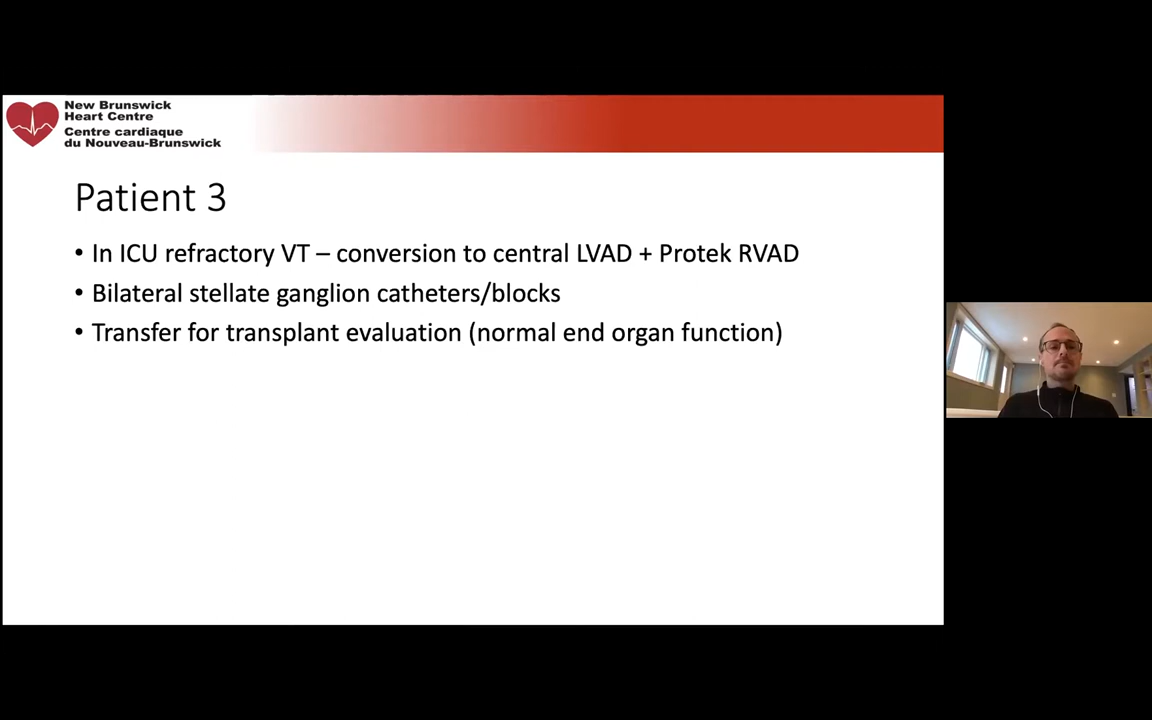 New Brunswick
Heart Centre
Centre cardiaque
du Nouveau-Brunswick
Patient 3
• In ICU refractory VT – conversion to central LVAD + Protek RVAD
• Bilateral stellate ganglion catheters/blocks
• Transfer for transplant evaluation (normal end organ function)